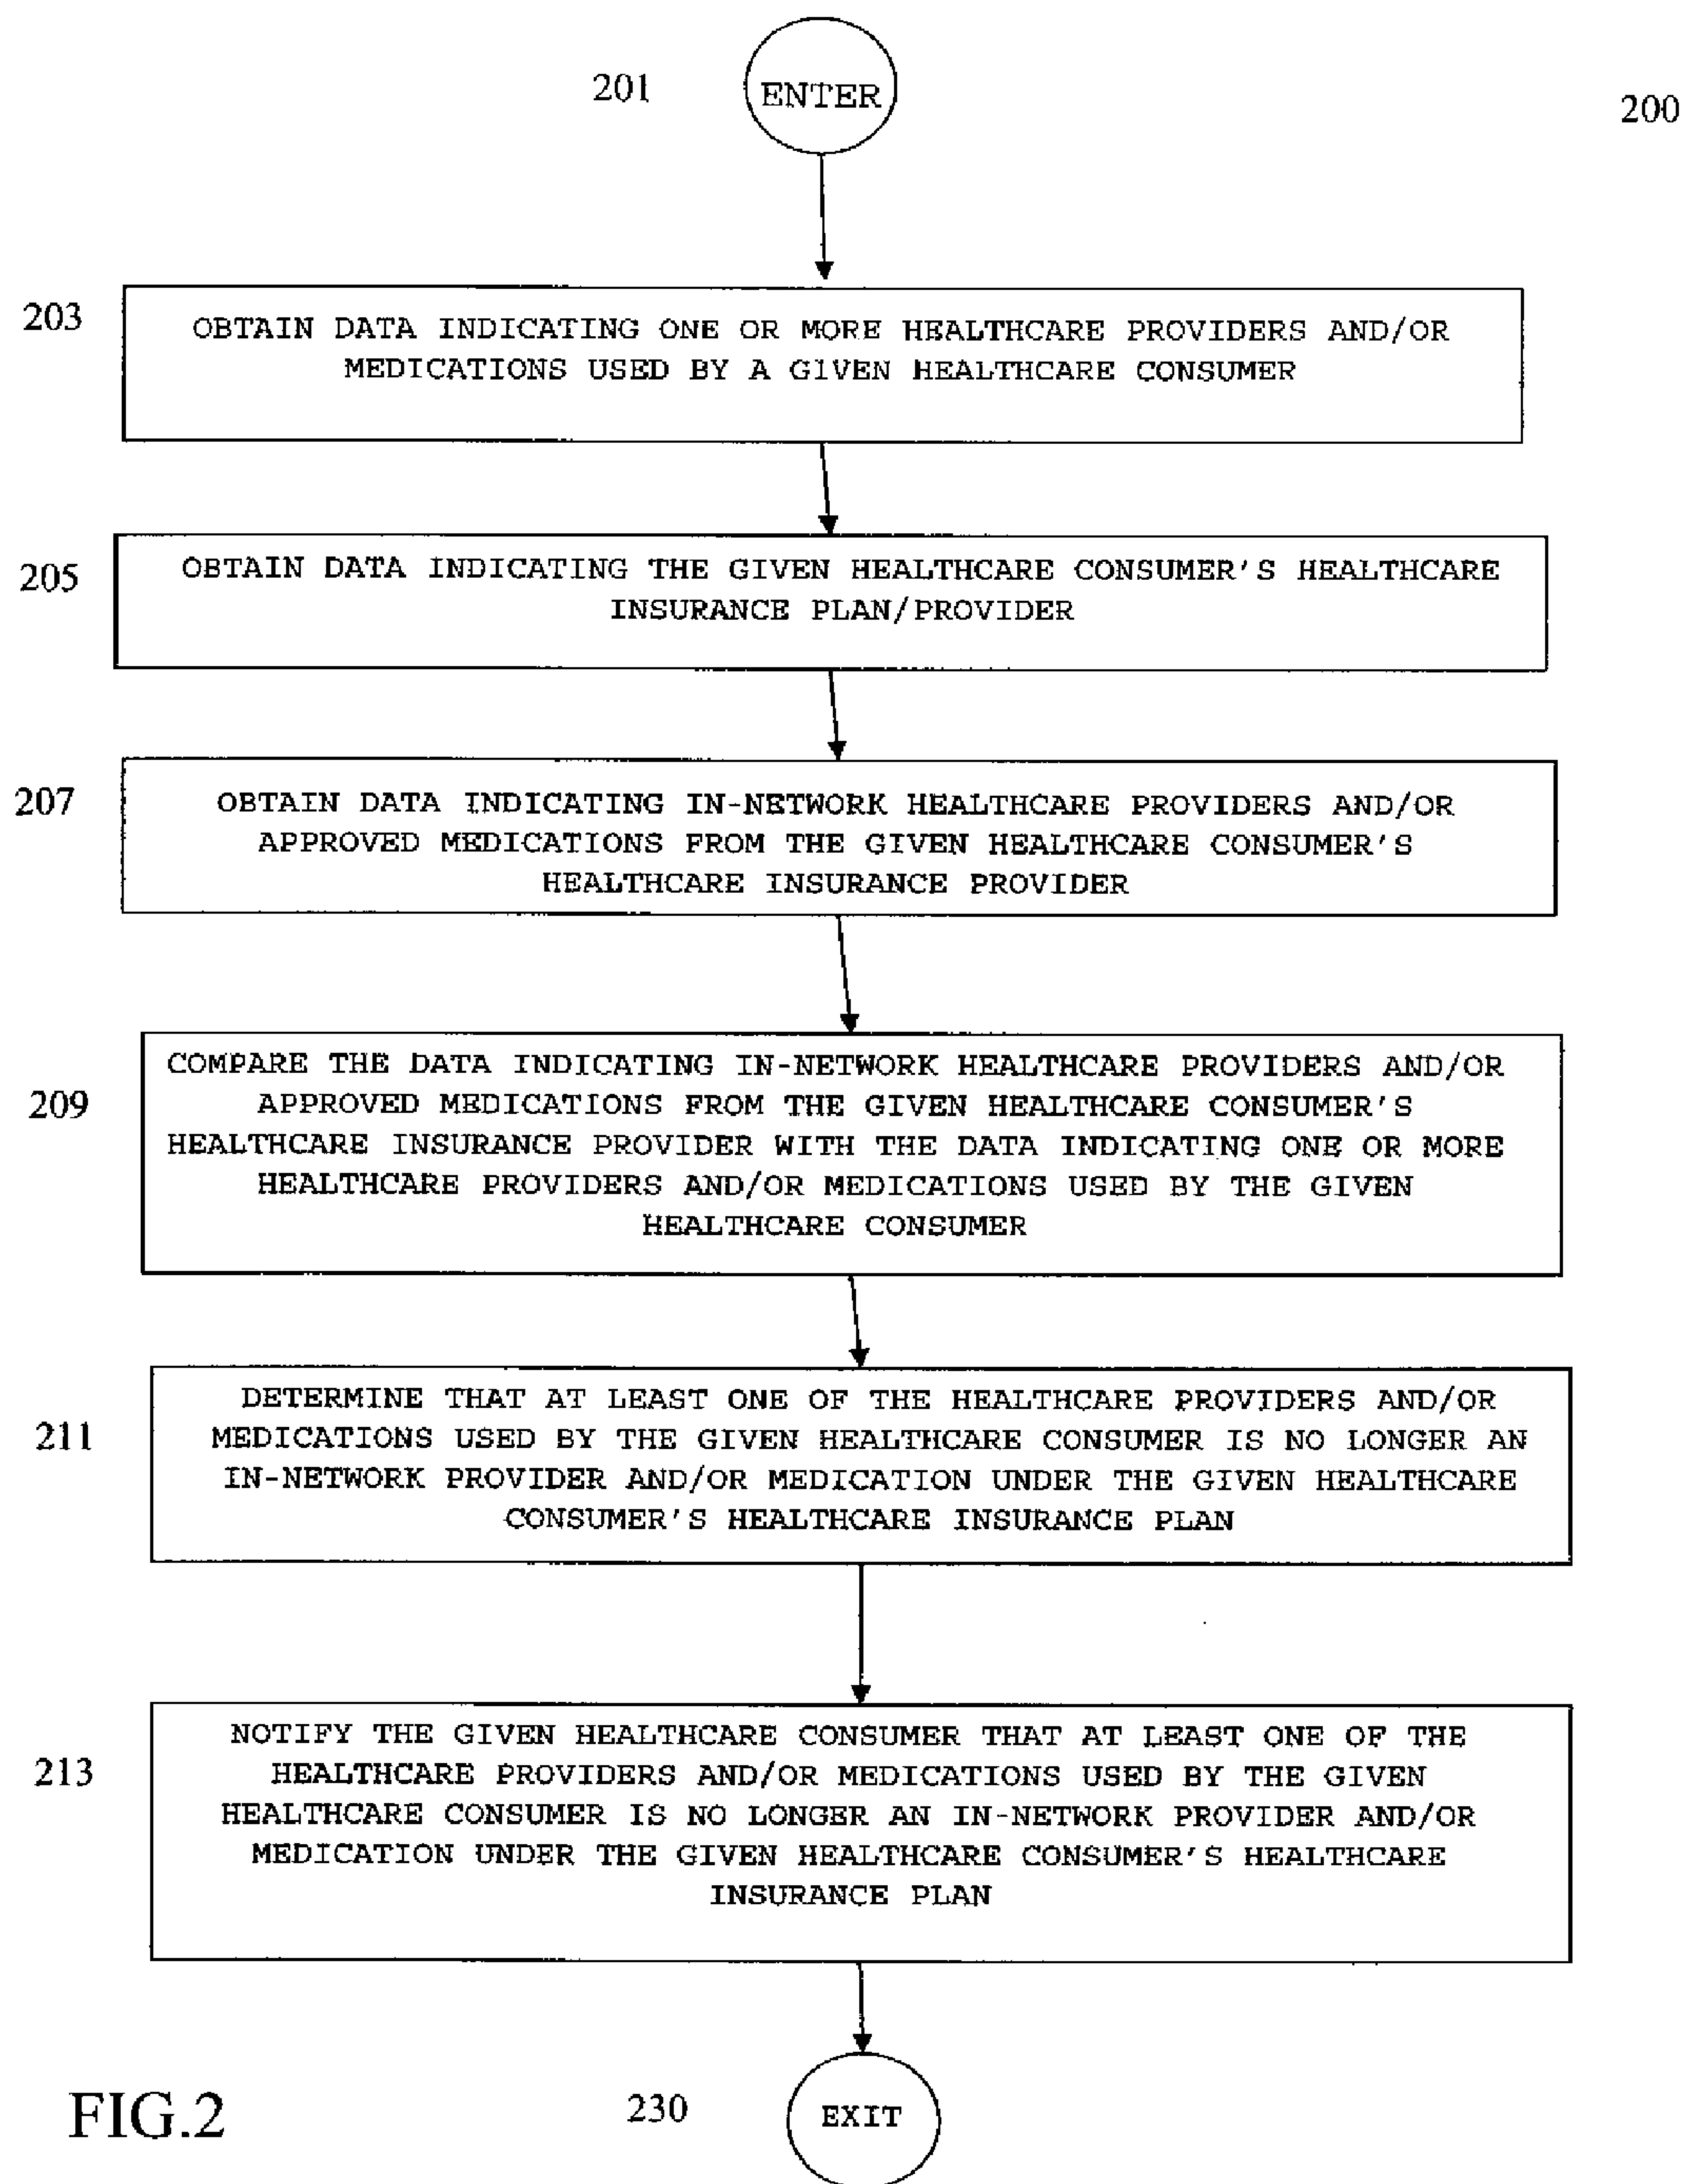 201
ENTER
200
203
OBTAIN DATA INDICATING ONE OR MORE HEALTHCARE PROVIDERS AND/OR
MEDICATIONS USED BY A GIVEN HEALTHCARE CONSUMER
205
OBTAIN DATA INDICATING THE GIVEN HEALTHCARE CONSUMER'S HEALTHCARE
INSURANCE PLAN/PROVIDER
207
OBTAIN DATA INDICATING IN-NETWORK HEALTHCARE PROVIDERS AND/OR
APPROVED MEDICATIONS FROM THE GIVEN HEALTHCARE CONSUMER'S
HEALTHCARE INSURANCE PROVIDER
209
COMPARE THE DATA INDICATING IN-NETWORK HEALTHCARE PROVIDERS AND/OR
APPROVED MEDICATIONS FROM THE GIVEN HEALTHCARE CONSUMER'S
HEALTHCARE INSURANCE PROVIDER WITH THE DATA INDICATING ONE OR MORE
HEALTHCARE PROVIDERS AND/OR MEDICATIONS USED BY THE GIVEN
HEALTHCARE CONSUMER
211
DETERMINE THAT AT LEAST ONE OF THE HEALTHCARE PROVIDERS AND/OR
MEDICATIONS USED BY THE GIVEN HEALTHCARE CONSUMER IS NO LONGER AN
IN-NETWORK PROVIDER AND/OR MEDICATION UNDER THE GIVEN HEALTHCARE
CONSUMER'S HEALTHCARE INSURANCE PLAN
213
NOTIFY THE GIVEN HEALTHCARE CONSUMER THAT AT LEAST ONE OF THE
HEALTHCARE PROVIDERS AND/OR MEDICATIONS USED BY THE GIVEN
HEALTHCARE CONSUMER IS NO LONGER AN IN-NETWORK PROVIDER AND/OR
MEDICATION UNDER THE GIVEN HEALTHCARE CONSUMER'S HEALTHCARE
INSURANCE PLAN
FIG.2
230
EXIT